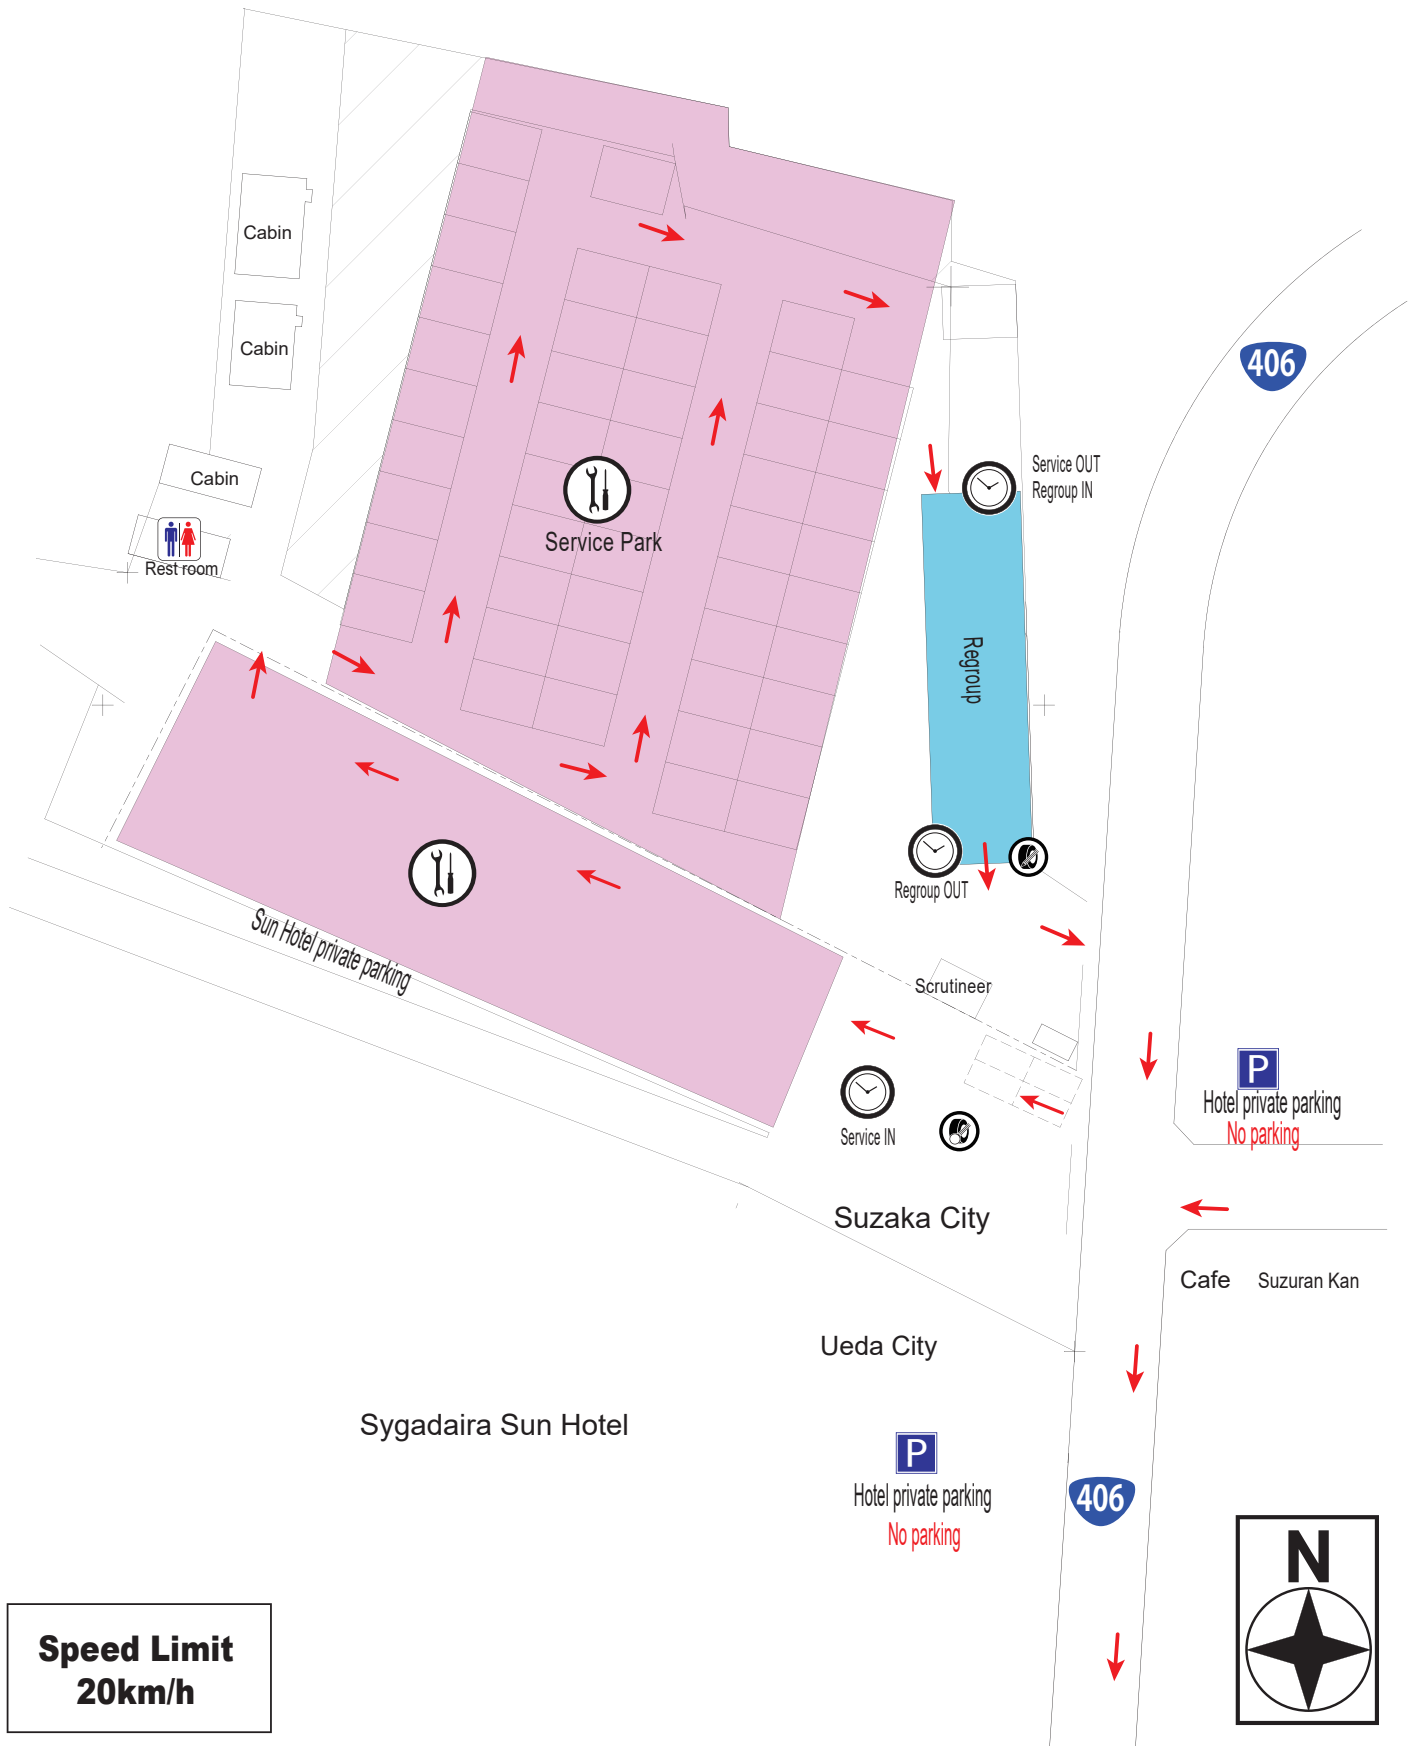 Cabin
406
Cabin
Service OUT
Regroup IN
Cabin
Service Park
Rest room
Regroup
Regroup OUT
Sun Hotel private parking
Scrutineer
P
Hotel private parking
No parking
Service IN
Suzaka City
Cafe Suzuran Kan
Ueda City
Sygadaira Sun Hotel
P
Hotel private parking
No parking
406
N
Speed Limit
20km/h